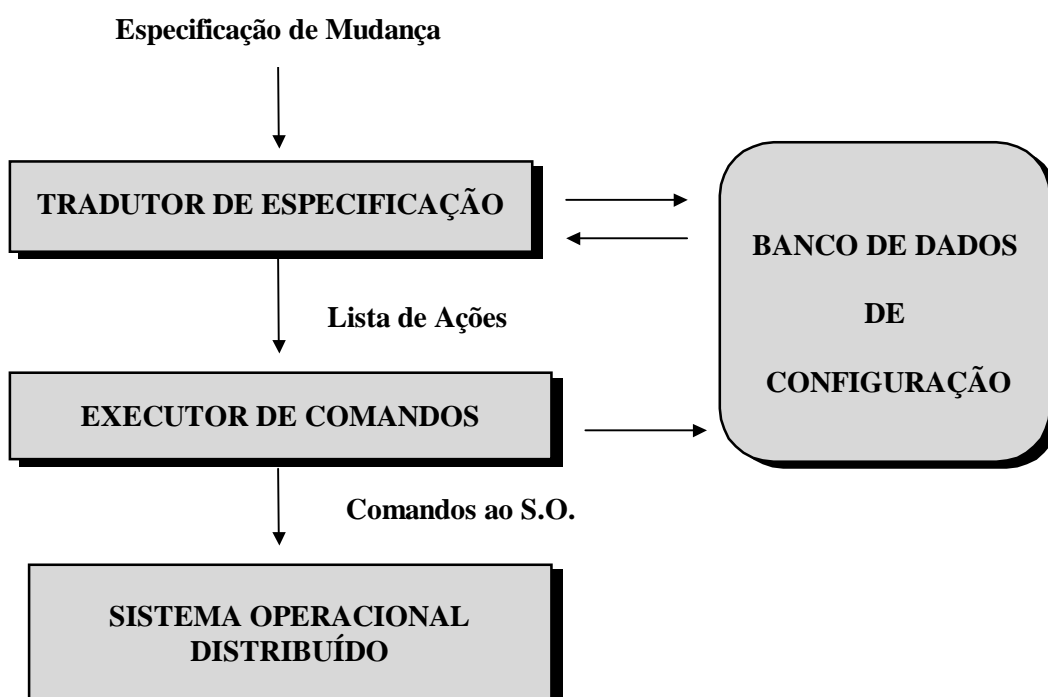 Especificação de Mudança
TRADUTOR DE ESPECIFICAÇÃO
BANCO DE DADOS
DE
CONFIGURAÇÃO
Lista de Ações
EXECUTOR DE COMANDOS
Comandos ao S.O.
SISTEMA OPERACIONAL
DISTRIBUÍDO